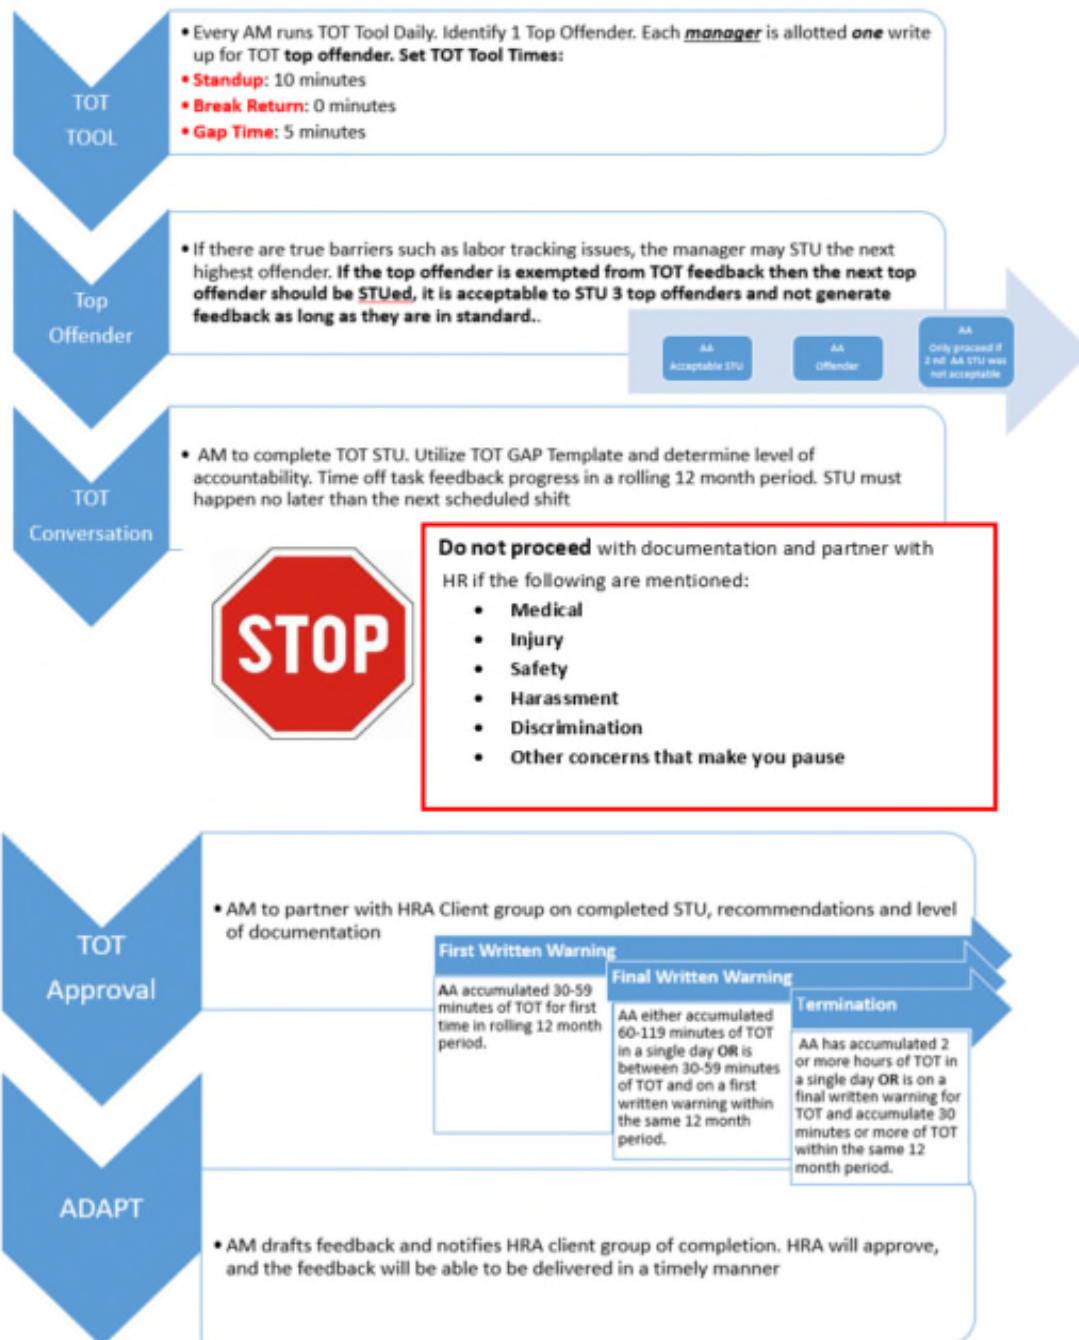 TOT
TOOL
• Every AM runs TOT Tool Daily. Identify 1 Top Offender. Each manager is allotted one write
up for TOT top offender. Set TOT Tool Times:
• Standup: 10 minutes
• Break Return: 0 minutes
• Gap Time: 5 minutes
Top
Offender
• If there are true barriers such as labor tracking issues, the manager may STU the next
highest offender. If the top offender is exempted from TOT feedback then the next top
offender should be STUed, it is acceptable to STU 3 top offenders and not generate
feedback as long as they are in standard..
AA
Acceptable STU
AA
Offender
AA
Only proceed if
2 nd AA STU was
not acceptable
TOT
Conversation
• AM to complete TOT STU. Utilize TOT GAP Template and determine level of
accountability. Time off task feedback progress in a rolling 12 month period. STU must
happen no later than the next scheduled shift
STOP
Do not proceed with documentation and partner with
HR if the following are mentioned:
• Medical
• Injury
• Safety
• Harassment
• Discrimination
• Other concerns that make you pause
TOT
Approval
• AM to partner with HRA Client group on completed STU, recommendations and level
of documentation
First Written Warning
AA accumulated 30-59
minutes of TOT for first
time in rolling 12 month
period.
Final Written Warning
AA either accumulated
60-119 minutes of TOT
in a single day OR is
between 30-59 minutes
of TOT and on a first
written warning within
the same 12 month
period.
Termination
AA has accumulated 2
or more hours of TOT in
a single day OR is on a
final written warning for
TOT and accumulate 30
minutes or more of TOT
within the same 12
month period.
ADAPT
• AM drafts feedback and notifies HRA client group of completion. HRA will approve,
and the feedback will be able to be delivered in a timely manner